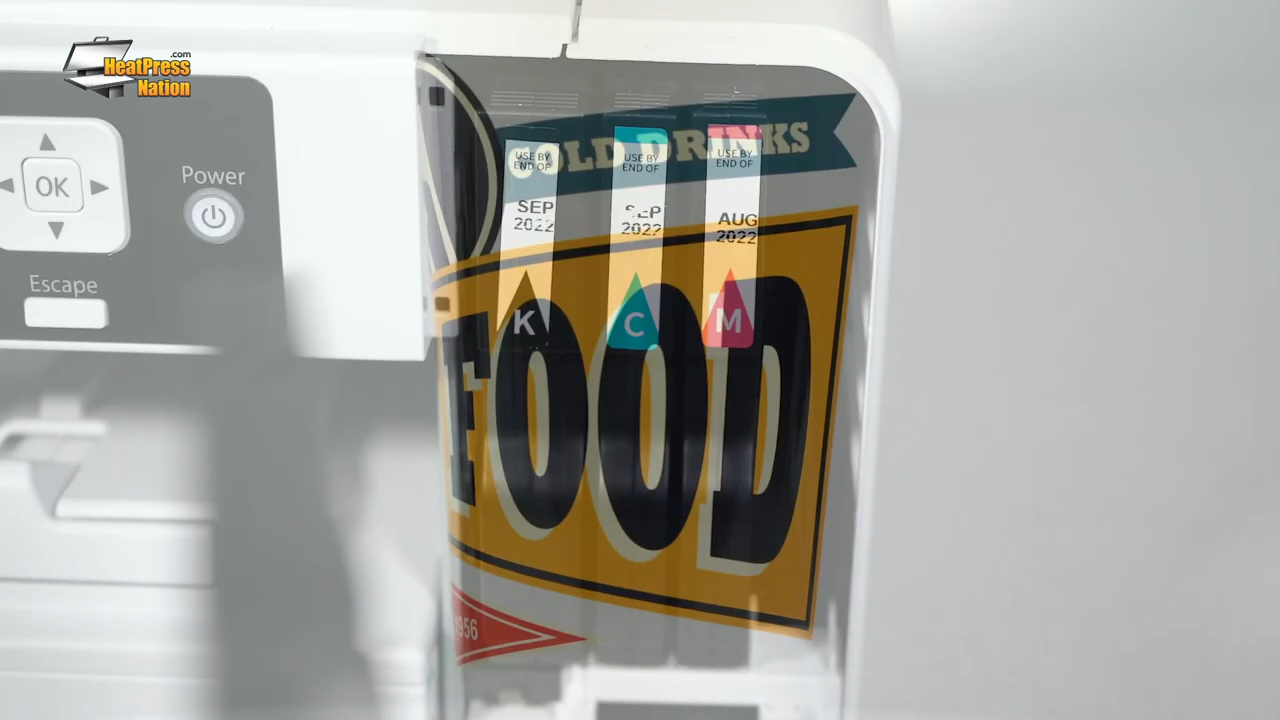 .com
HeatPress
Nation
OK
Power
Escape
COLD DRINKS
USE BY
END OF
SEP
2022
USE BY
END OF
SEP
2022
USE BY
END OF
AUG
2022
K
C
M
FOOD
1956